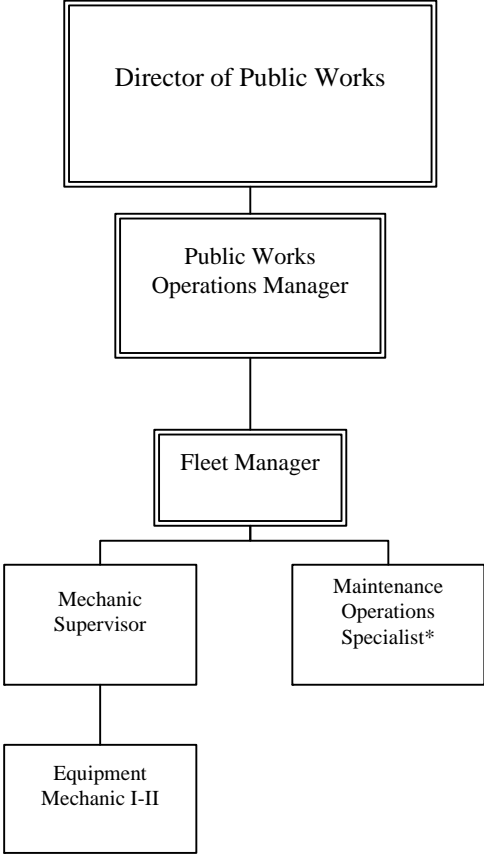 Director of Public Works
Public Works
Operations Manager
Fleet Manager
Mechanic
Supervisor
Maintenance
Operations
Specialist*
Equipment
Mechanic I-II